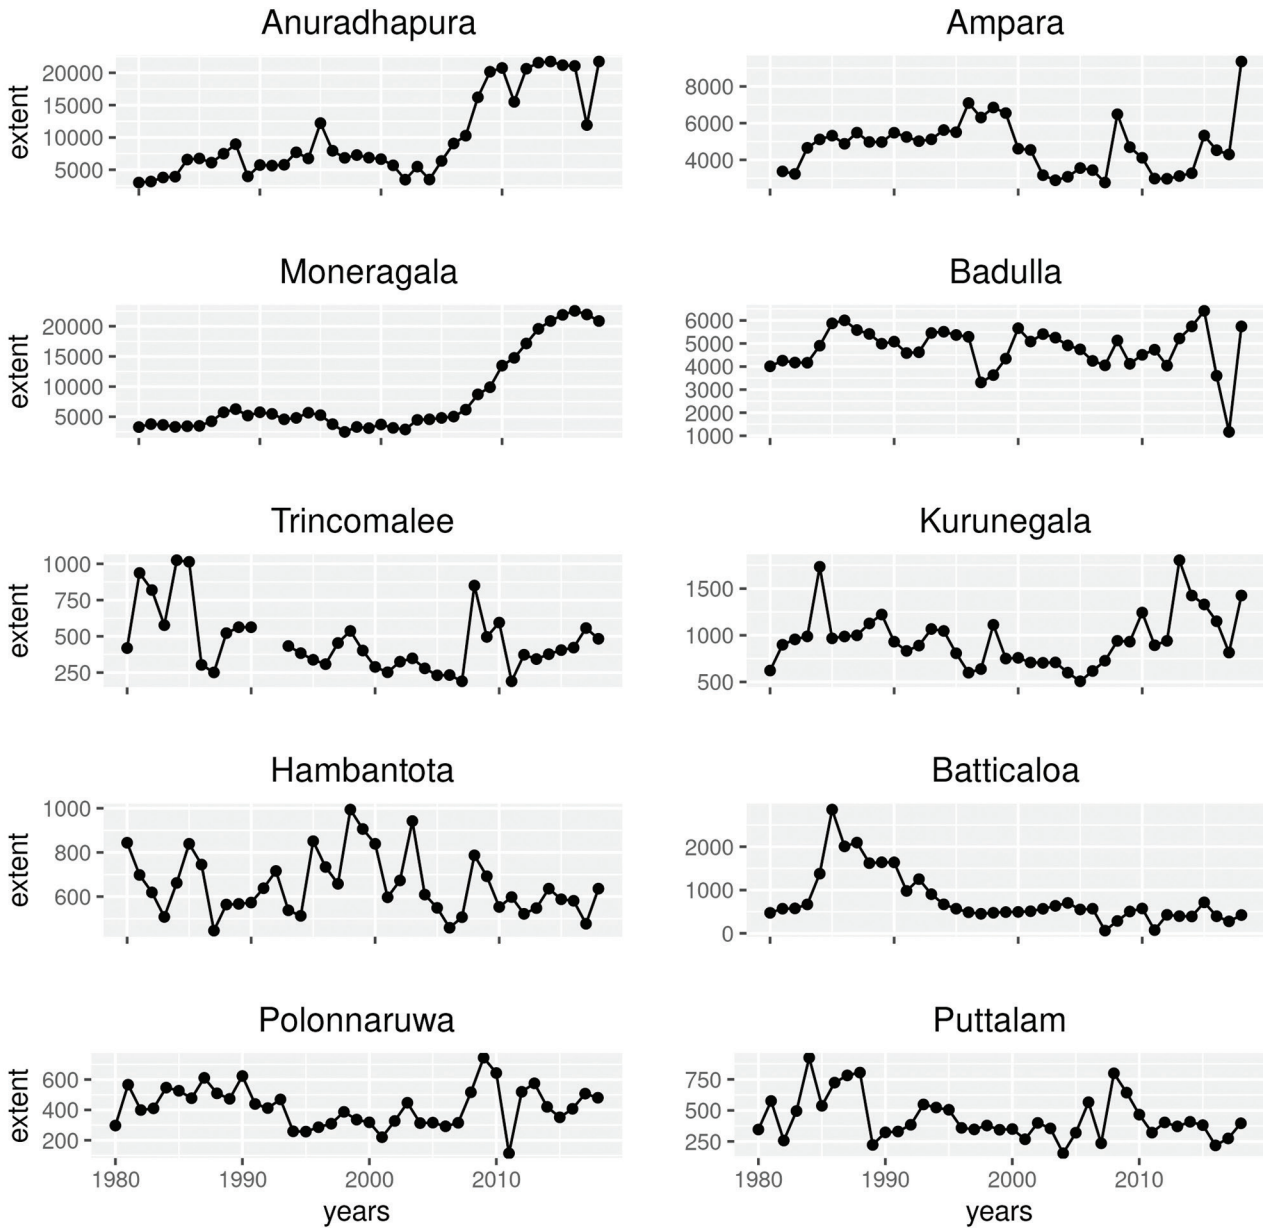 Anuradhapura
extent
20000
15000
10000
5000
Ampara
8000
6000
4000
Moneragala
extent
20000
15000
10000
5000
Badulla
6000
5000
4000
3000
2000
1000
Trincomalee
extent
1000
750
500
250
Kurunegala
1500
1000
500
Hambantota
extent
1000
800
600
Batticaloa
2000
1000
0
Polonnaruwa
extent
600
400
200
1980 1990 2000 2010
years
Puttalam
750
500
250
1980 1990 2000 2010
years